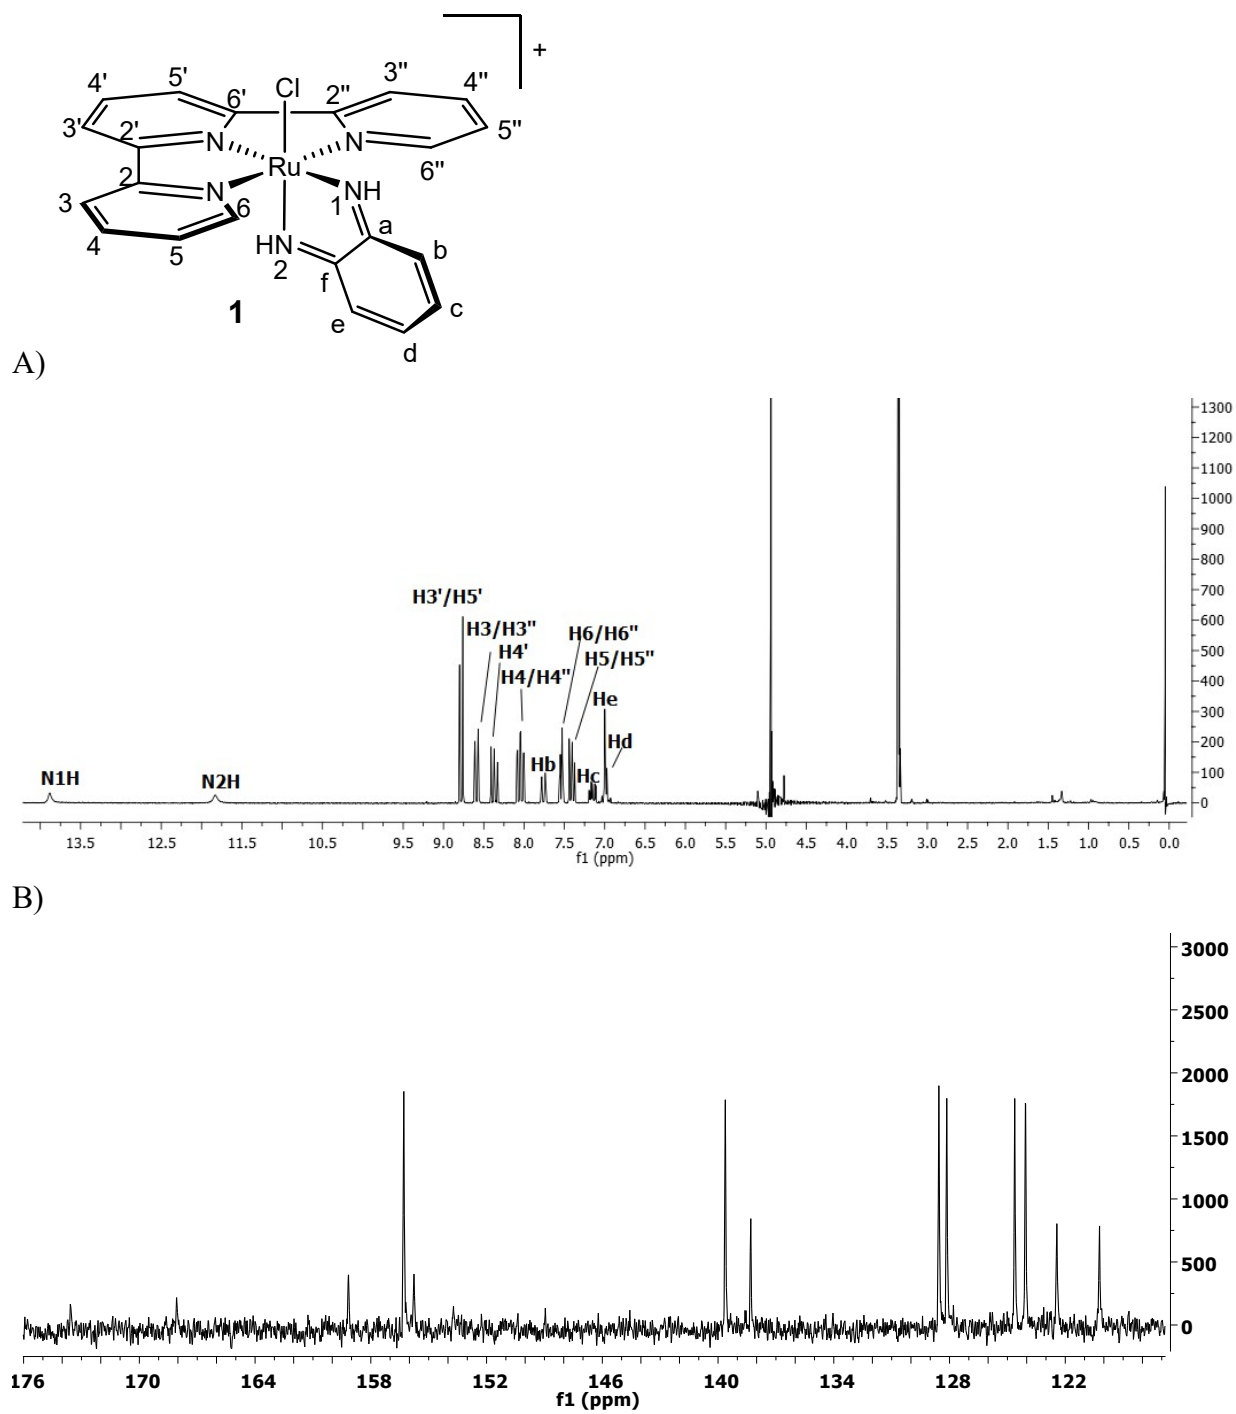 +
Cl
4' 5' 3'' 4''
6' 2''
3' 2' N N 5''
Ru 6''
2 N NH
3 6 1
HN a b
4 5 2 f
e c
1 d
A)
H3'/H5'
H3/H3''
H4'
H4/H4''
H6/H6''
H5/H5''
He
Hd
Hb
Hc
N1H
N2H
1300
1200
1100
1000
900
800
700
600
500
400
300
200
100
0
13.5 12.5 11.5 10.5 9.5 9.0 8.5 8.0 7.5 7.0 6.5 6.0 5.5 5.0 4.5 4.0 3.5 3.0 2.5 2.0 1.5 1.0 0.5 0.0
f1 (ppm)
B)
3000
2500
2000
1500
1000
500
0
176 170 164 158 152 146 140 134 128 122
f1 (ppm)